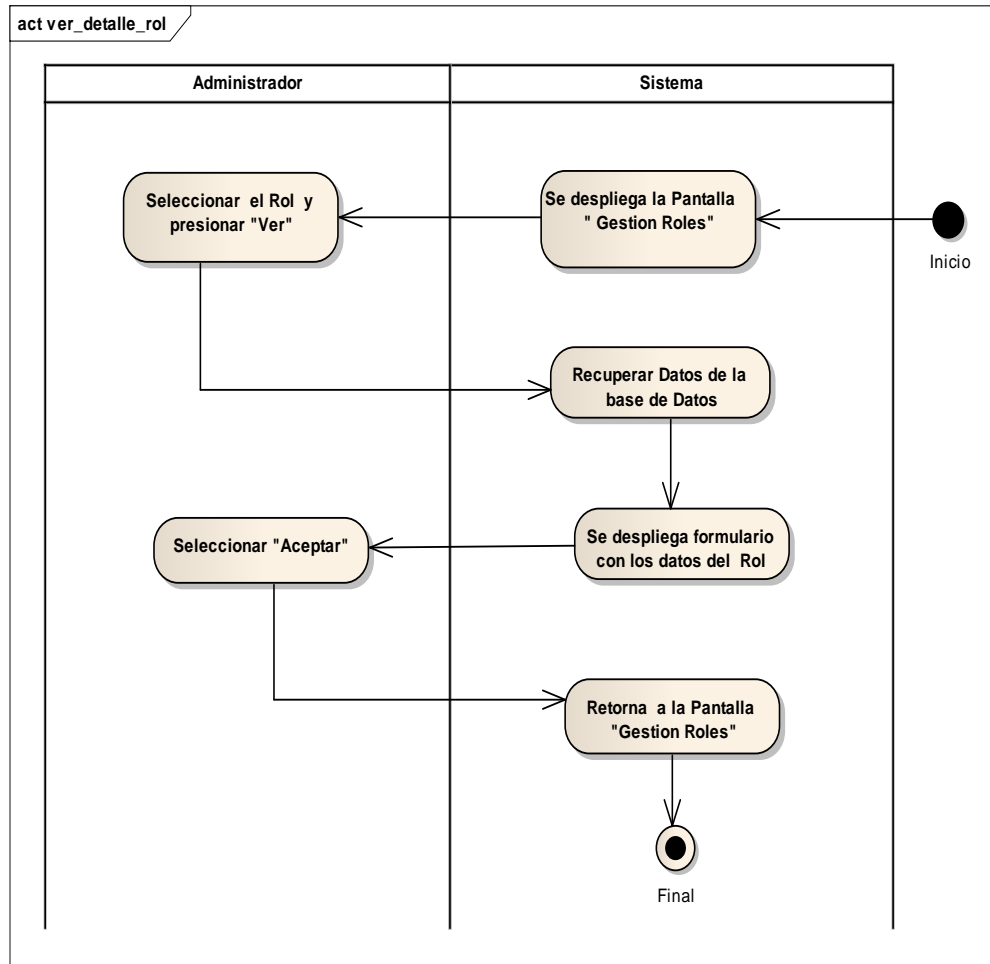 act ver_detalle_rol
Administrador
Sistema
Seleccionar el Rol y
presionar "Ver"
Se despliega la Pantalla
" Gestion Roles"
Inicio
Recuperar Datos de la
base de Datos
Seleccionar "Aceptar"
Se despliega formulario
con los datos del Rol
Retorna a la Pantalla
"Gestion Roles"
Final